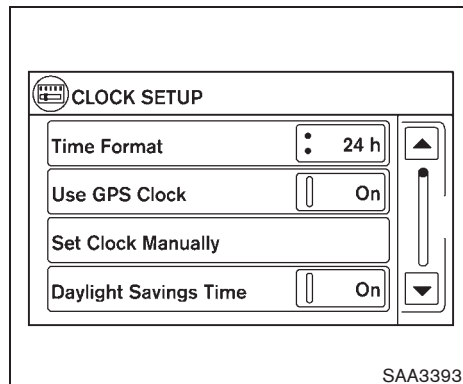 CLOCK SETUP
Time Format 24 h
Use GPS Clock On
Set Clock Manually
Daylight Savings Time On
SAA3393